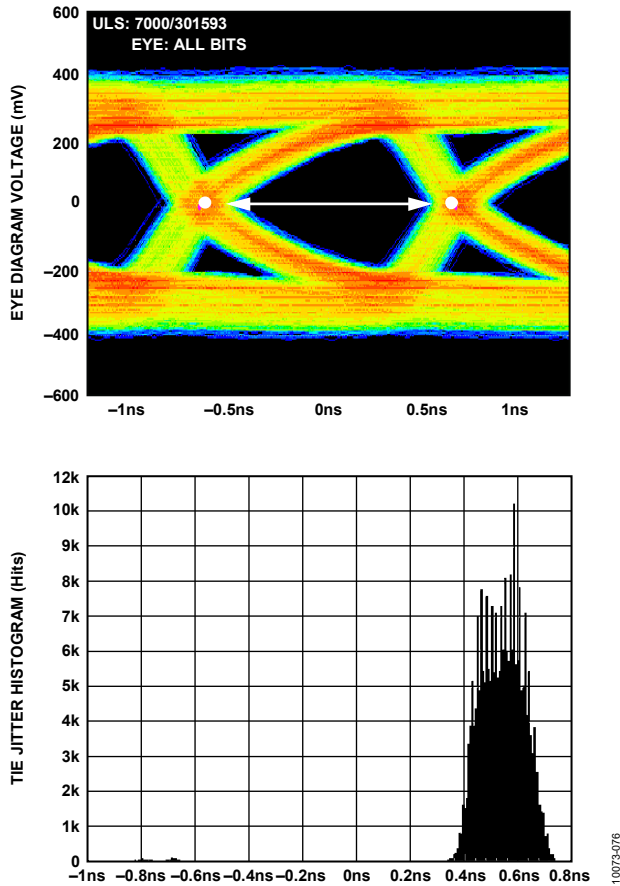 ULS: 7000/301593
EYE: ALL BITS
EYE DIAGRAM VOLTAGE (mV)
600
400
200
0
–200
–400
–600
–1ns –0.5ns 0ns 0.5ns 1ns
TIE JITTER HISTOGRAM (Hits)
12k
10k
9k
8k
7k
6k
5k
4k
3k
2k
1k
0
–1ns –0.8ns –0.6ns –0.4ns –0.2ns 0ns 0.2ns 0.4ns 0.6ns 0.8ns
10073-076